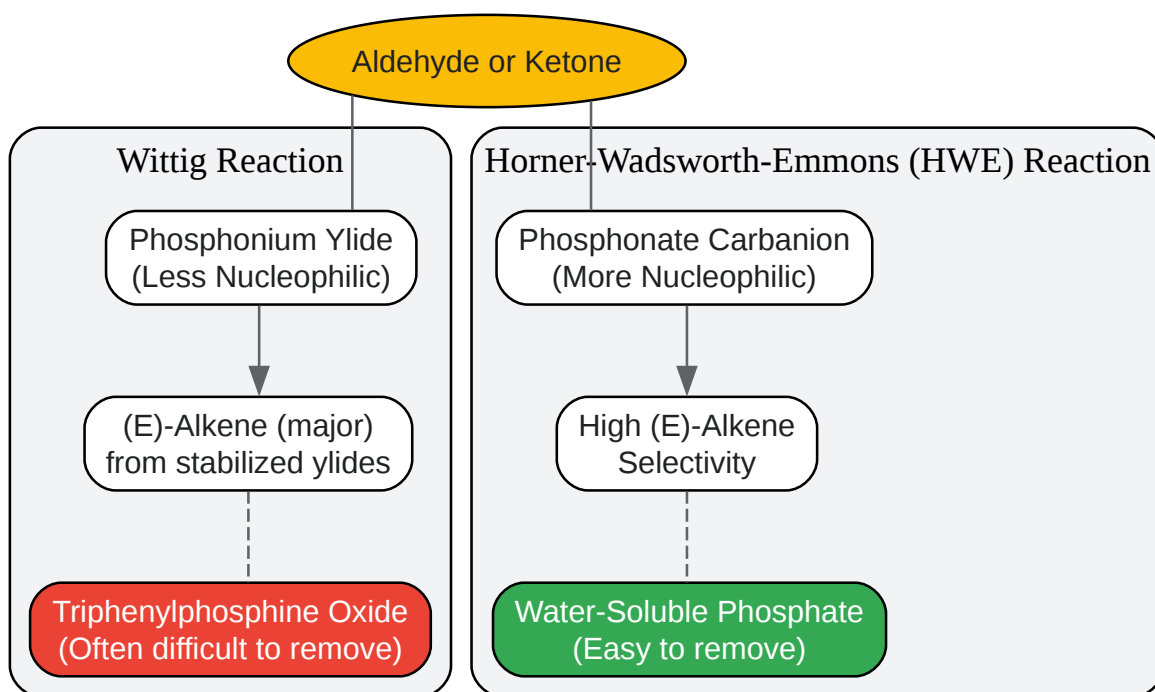 Aldehyde or Ketone
Wittig Reaction
Phosphonium Ylide
(Less Nucleophilic)
(E)-Alkene (major)
from stabilized ylides
Triphenylphosphine Oxide
(Often difficult to remove)
Horner-Wadsworth-Emmons (HWE) Reaction
Phosphonate Carbanion
(More Nucleophilic)
High (E)-Alkene
Selectivity
Water-Soluble Phosphate
(Easy to remove)